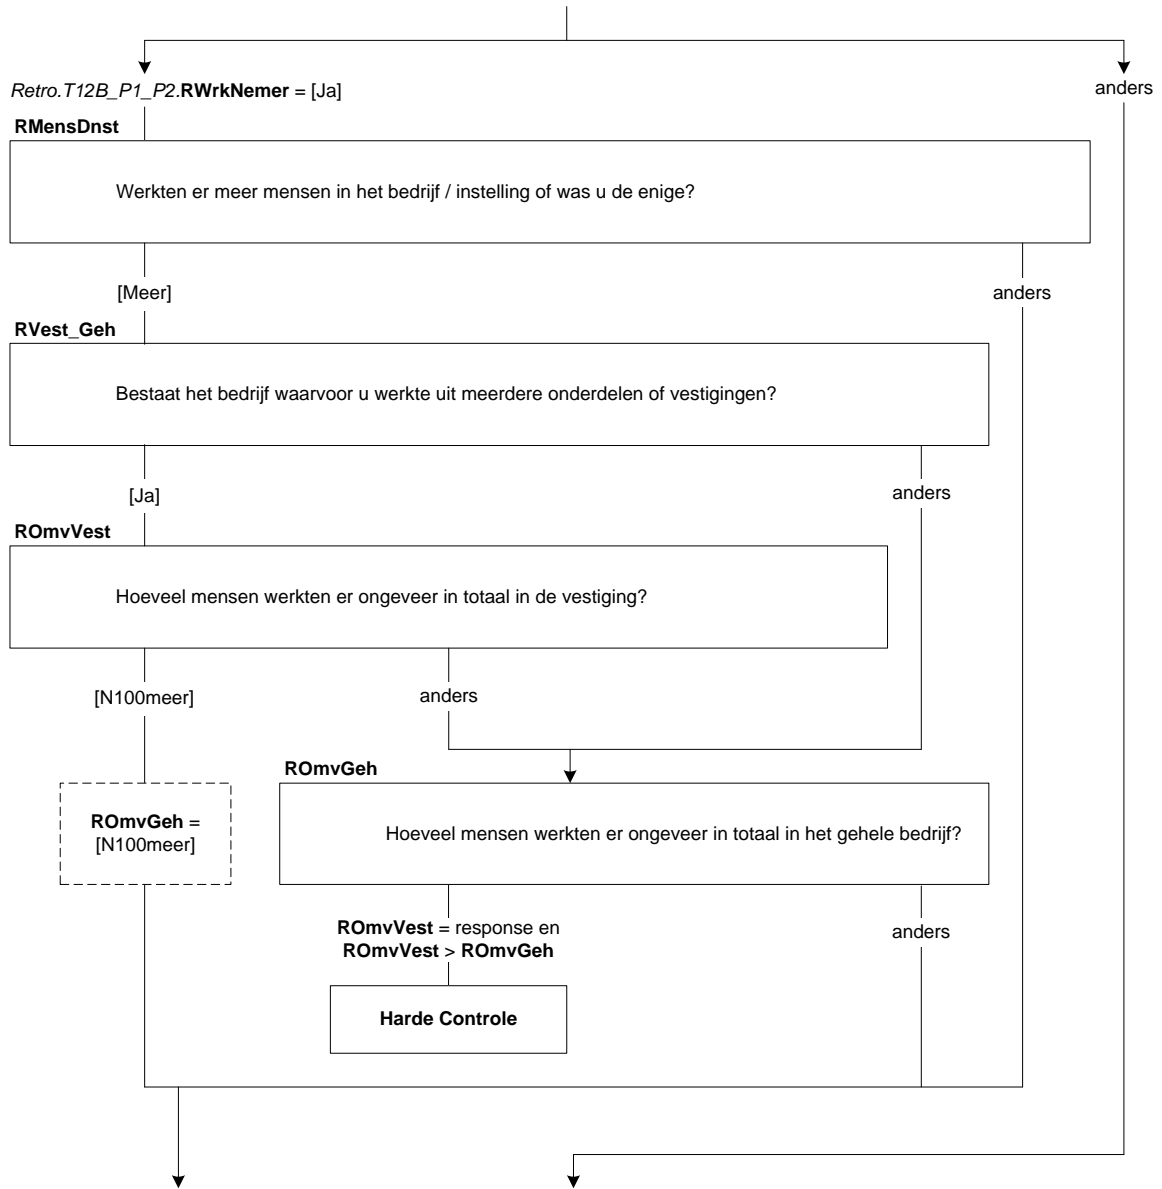 Retro.T12B_P1_P2.RWrkNemer = [Ja]
anders
RMensDnst
Werkten er meer mensen in het bedrijf / instelling of was u de enige?
[Meer]
anders
RVest_Geh
Bestaat het bedrijf waarvoor u werkte uit meerdere onderdelen of vestigingen?
[Ja]
anders
ROmvVest
Hoeveel mensen werkten er ongeveer in totaal in de vestiging?
[N100meer]
anders
ROmvGeh
ROmvGeh =
[N100meer]
Hoeveel mensen werkten er ongeveer in totaal in het gehele bedrijf?
ROmvVest = response en
ROmvVest > ROmvGeh
anders
Harde Controle